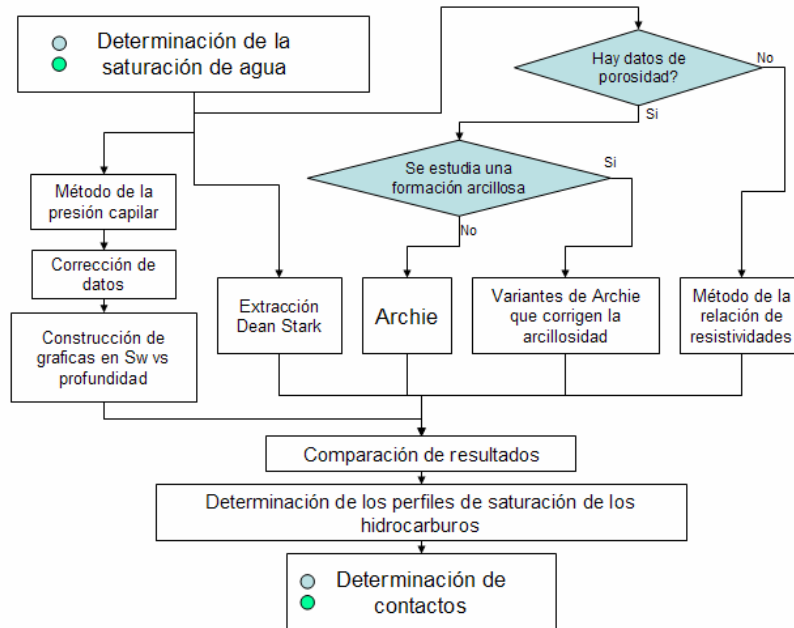 Determinación de la
saturación de agua
Hay datos de
porosidad?
No
Si
Se estudia una
formación arcillosa
Si
No
Método de la
presión capilar
Corrección de
datos
Construcción de
graficas en Sw vs
profundidad
Extracción
Dean Stark
Archie
Variantes de Archie
que corrigen la
arcillosidad
Método de la
relación de
resistividades
Comparación de resultados
Determinación de los perfiles de saturación de los
hidrocarburos
Determinación de
contactos